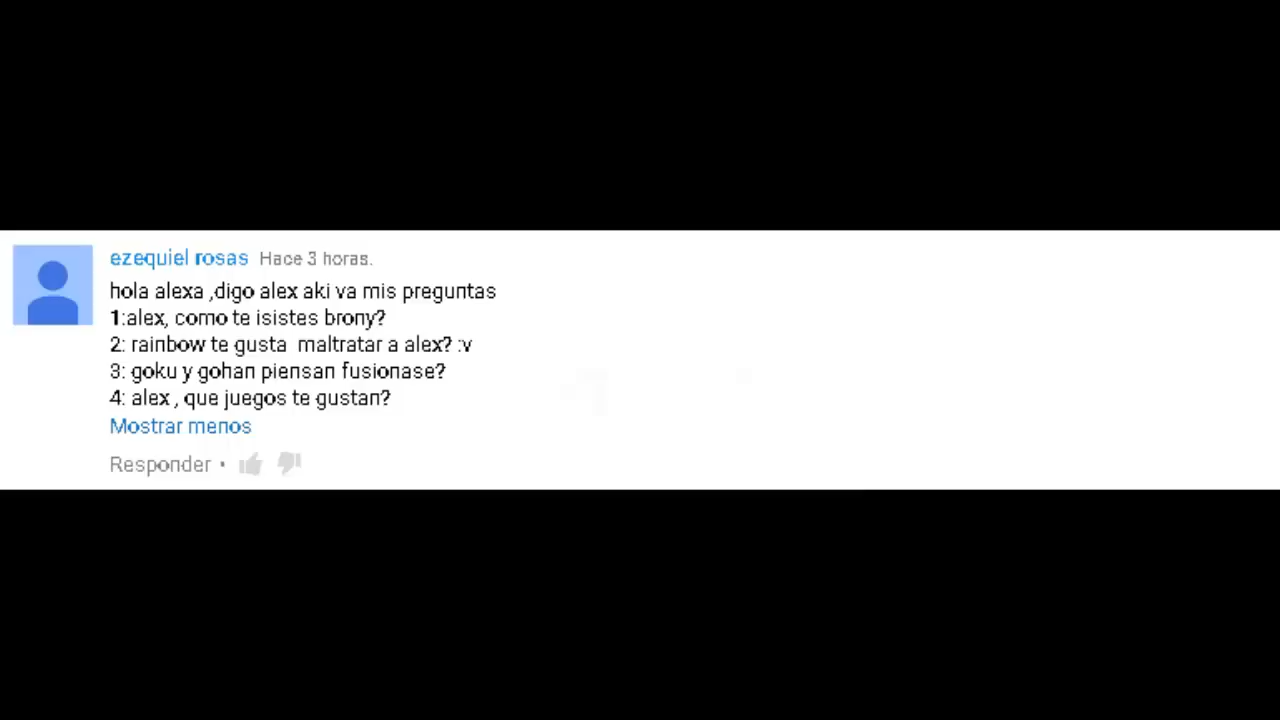 ezequiel rosas Hace 3 horas.
hola alexa ,digo alex aki va mis preguntas
1:alex, como te isistes brony?
2: rainbow te gusta  maltratar a alex? :v
3: goku y gohan piensan fusionase?
4: alex , que juegos te gustan?
Mostrar menos
Responder •